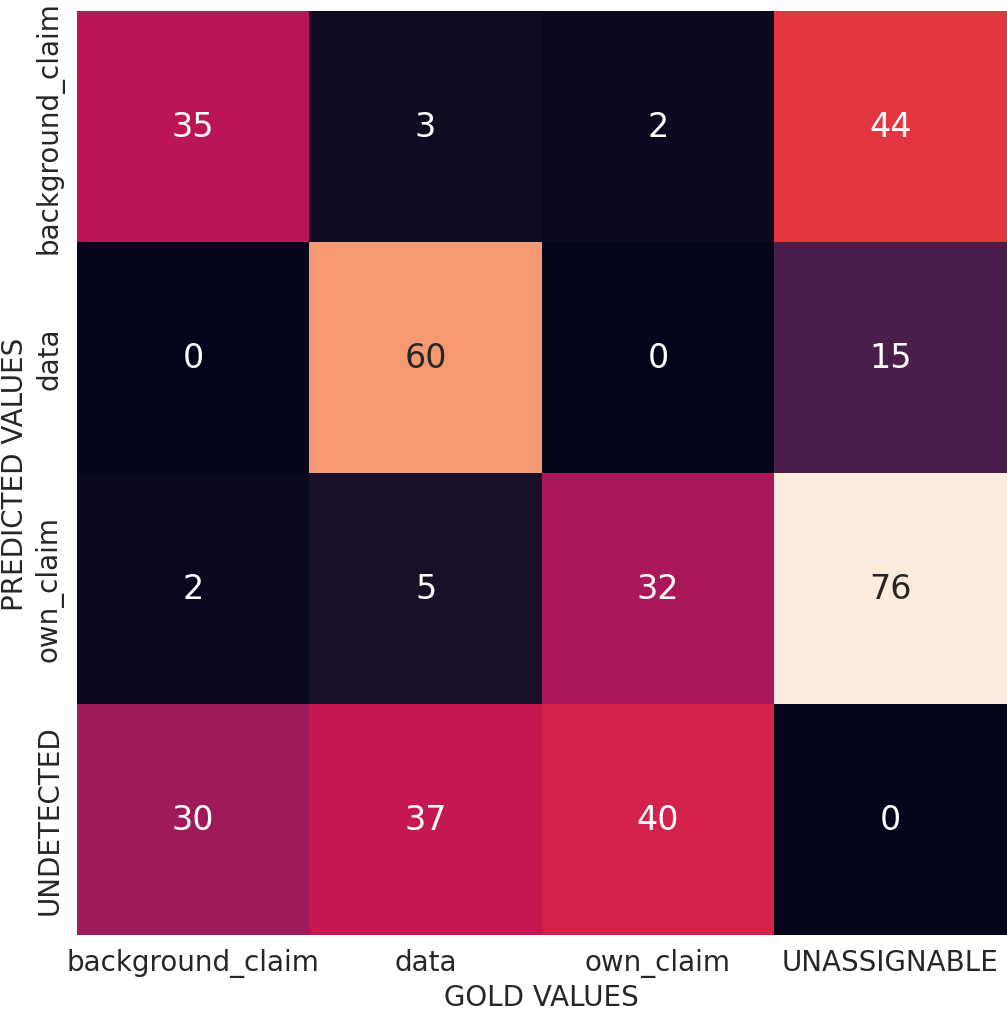 PREDICTED VALUES
background_claim
35 3 2 44
data
0 60 0 15
own_claim
2 5 32 76
UNDETECTED
30 37 40 0
background_claim data own_claim UNASSIGNABLE
GOLD VALUES